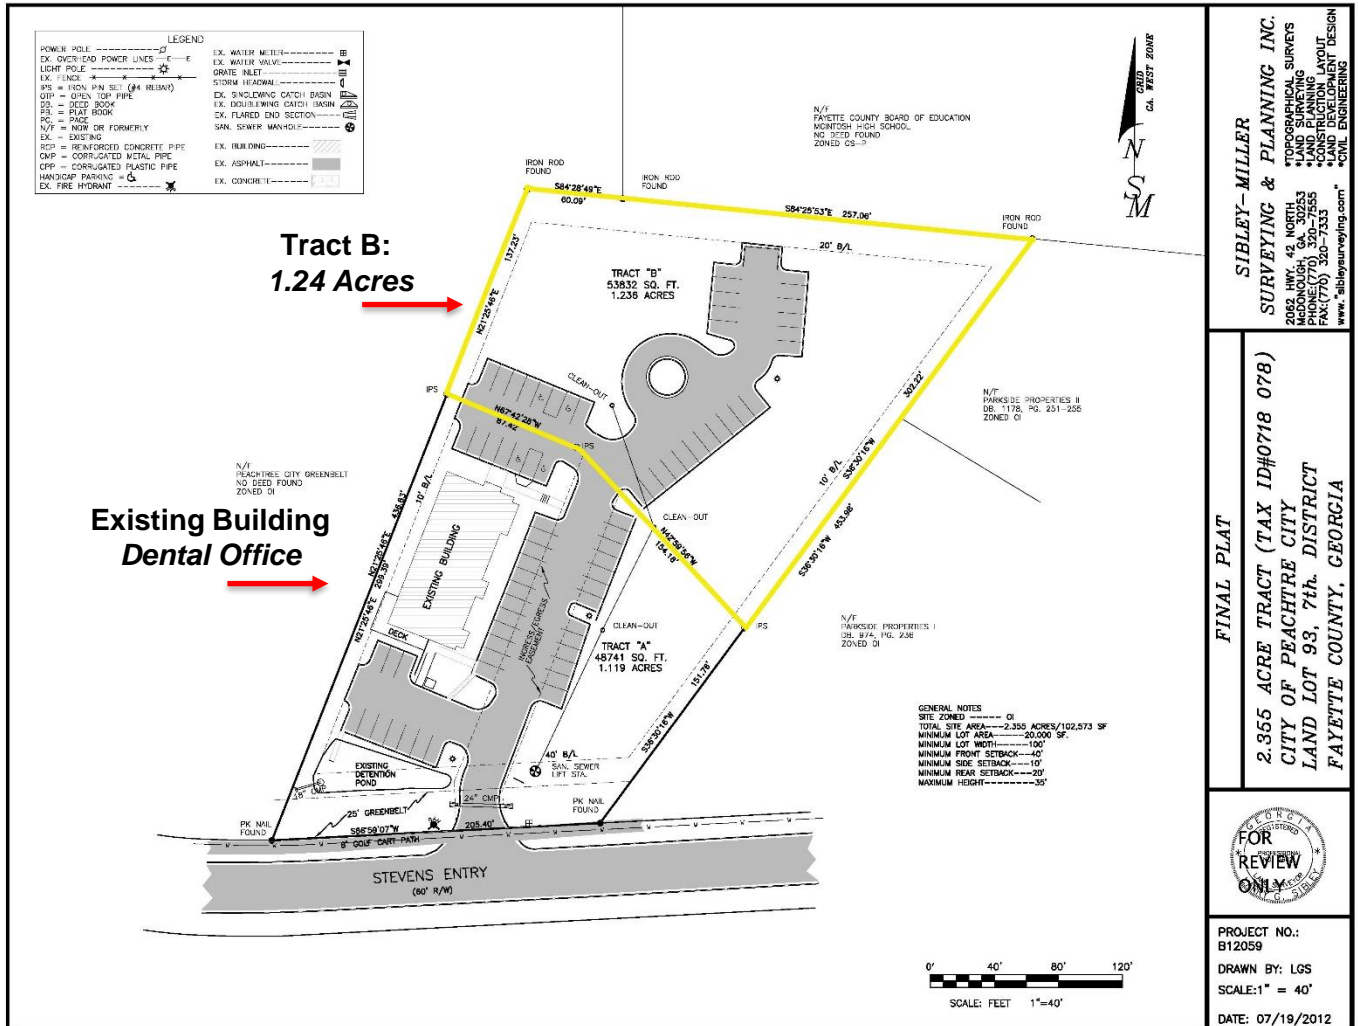 LEGEND
POWER POLE
EX. OVERHEAD POWER LINES —E—E
LIGHT POLE
EX. FENCE
IPS = IRON PIN SET (#4 REBAR)
OTP = OPEN TOP PIPE
DB. = DEED BOOK
PB. = PLAT BOOK
PG. = PAGE
N/F = NOW OR FORMERLY
EX. = EXISTING
RCP = REINFORCED CONCRETE PIPE
CMP = CORRUGATED METAL PIPE
CPP = CORRUGATED PLASTIC PIPE
HANDICAP PARKING =
EX. FIRE HYDRANT
EX. WATER METER
EX. WATER VALVE
GRATE INLET
STORM HEADWALL
EX. SINGLEWING CATCH BASIN
EX. DOUBLEWING CATCH BASIN
EX. FLARED END SECTION
SAN. SEWER MANHOLE
EX. BUILDING
EX. ASPHALT
EX. CONCRETE
N/F
FAYETTE COUNTY BOARD OF EDUCATION
MCINTOSH HIGH SCHOOL
NO DEED FOUND
ZONED OS-P
GRID
GA. WEST ZONE
N
S
M
IRON ROD
FOUND
IRON ROD
FOUND
IRON ROD
FOUND
S84°28'49"E
60.09'
S84°25'53"E 257.06'
20' B/L
Tract B:
1.24 Acres
137.23'
N21°25'46"E
TRACT "B"
53832 SQ. FT.
1.236 ACRES
CLEAN-OUT
IPS
N67°42'28"W
87.42'
IPS
302.22'
S36°30'16"W
N/F
PARKSIDE PROPERTIES II
DB. 1178, PG. 251-255
ZONED OI
N/F
PEACHTREE CITY GREENBELT
NO DEED FOUND
ZONED OI
10' B/L
436.63'
N21°25'46"E
10' B/L
453.98'
S36°30'16"W
Existing Building
Dental Office
EXISTING BUILDING
CLEAN-OUT
N42°59'56"W
154.16'
N21°25'46"E 299.39'
DECK
INGRESS/EGRESS
EASEMENT
CLEAN-OUT
TRACT "A"
48741 SQ. FT.
1.119 ACRES
IPS
N/F
PARKSIDE PROPERTIES I
DB. 974, PG. 236
ZONED OI
151.76'
S36°30'16"W
GENERAL NOTES
SITE ZONED ----- OI
TOTAL SITE AREA---2.355 ACRES/102,573 SF
MINIMUM LOT AREA-----20,000 SF.
MINIMUM LOT WIDTH-----100'
MINIMUM FRONT SETBACK---40'
MINIMUM SIDE SETBACK---10'
MINIMUM REAR SETBACK---20'
MAXIMUM HEIGHT-------35'
40' B/L
SAN. SEWER
LIFT STA.
EXISTING
DETENTION
POND
18" CMP
24" CMP
25' GREENBELT
PK NAIL
FOUND
PK NAIL
FOUND
S86°59'07"W 205.40'
8' GOLF CART PATH
W W W W W W W
STEVENS ENTRY
(60' R/W)
0' 40' 80' 120'
SCALE: FEET 1"=40'
SIBLEY-MILLER
SURVEYING & PLANNING INC.
2062 HWY. 42 NORTH
McDONOUGH, GA. 30253
PHONE:(770) 320-7555
FAX:(770) 320-7333
www."sibleysurveying.com"
*TOPOGRAPHICAL SURVEYS
*LAND SURVEYING
*LAND PLANNING
*CONSTRUCTION LAYOUT
*LAND DEVELOPMENT DESIGN
*CIVIL ENGINEERING
FINAL PLAT
2.355 ACRE TRACT (TAX ID#0718 078)
CITY OF PEACHTRE CITY
LAND LOT 93, 7th. DISTRICT
FAYETTE COUNTY, GEORGIA
GEORGIA
REGISTERED
PROFESSIONAL
LAND SURVEYOR
G. SIBLEY
FOR
REVIEW
ONLY
PROJECT NO.:
B12059
DRAWN BY: LGS
SCALE:1" = 40'
DATE: 07/19/2012